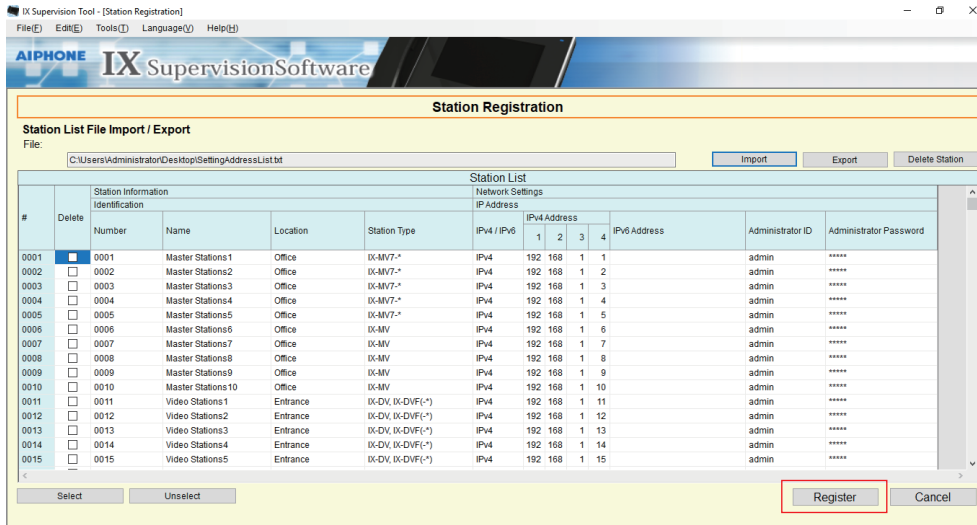 IX Supervision Tool - [Station Registration]
File(F) Edit(E) Tools(T) Language(V) Help(H)
AIPHONE IX SupervisionSoftware
Station Registration
Station List File Import / Export
File:
C:\Users\Administrator\Desktop\SettingAddressList.txt Import Export Delete Station
Station List
Station Information Network Settings
Identification IP Address
# Delete Number Name Location Station Type IPv4 / IPv6 IPv4 Address IPv6 Address Administrator ID Administrator Password
1 2 3 4
0001 0001 Master Stations1 Office IX-MV7-* IPv4 192 168 1 1 admin *****
0002 0002 Master Stations2 Office IX-MV7-* IPv4 192 168 1 2 admin *****
0003 0003 Master Stations3 Office IX-MV7-* IPv4 192 168 1 3 admin *****
0004 0004 Master Stations4 Office IX-MV7-* IPv4 192 168 1 4 admin *****
0005 0005 Master Stations5 Office IX-MV7-* IPv4 192 168 1 5 admin *****
0006 0006 Master Stations6 Office IX-MV IPv4 192 168 1 6 admin *****
0007 0007 Master Stations7 Office IX-MV IPv4 192 168 1 7 admin *****
0008 0008 Master Stations8 Office IX-MV IPv4 192 168 1 8 admin *****
0009 0009 Master Stations9 Office IX-MV IPv4 192 168 1 9 admin *****
0010 0010 Master Stations10 Office IX-MV IPv4 192 168 1 10 admin *****
0011 0011 Video Stations1 Entrance IX-DV, IX-DVF(-*) IPv4 192 168 1 11 admin *****
0012 0012 Video Stations2 Entrance IX-DV, IX-DVF(-*) IPv4 192 168 1 12 admin *****
0013 0013 Video Stations3 Entrance IX-DV, IX-DVF(-*) IPv4 192 168 1 13 admin *****
0014 0014 Video Stations4 Entrance IX-DV, IX-DVF(-*) IPv4 192 168 1 14 admin *****
0015 0015 Video Stations5 Entrance IX-DV, IX-DVF(-*) IPv4 192 168 1 15 admin *****
Select Unselect Register Cancel